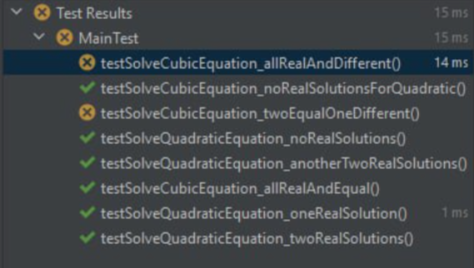 Test Results 15 ms
MainTest 15 ms
testSolveCubicEquation_allRealAndDifferent() 14 ms
testSolveCubicEquation_noRealSolutionsForQuadratic()
testSolveCubicEquation_twoEqualOneDifferent()
testSolveQuadraticEquation_noRealSolutions()
testSolveQuadraticEquation_anotherTwoRealSolutions()
testSolveCubicEquation_allRealAndEqual()
testSolveQuadraticEquation_oneRealSolution() 1 ms
testSolveQuadraticEquation_twoRealSolutions()